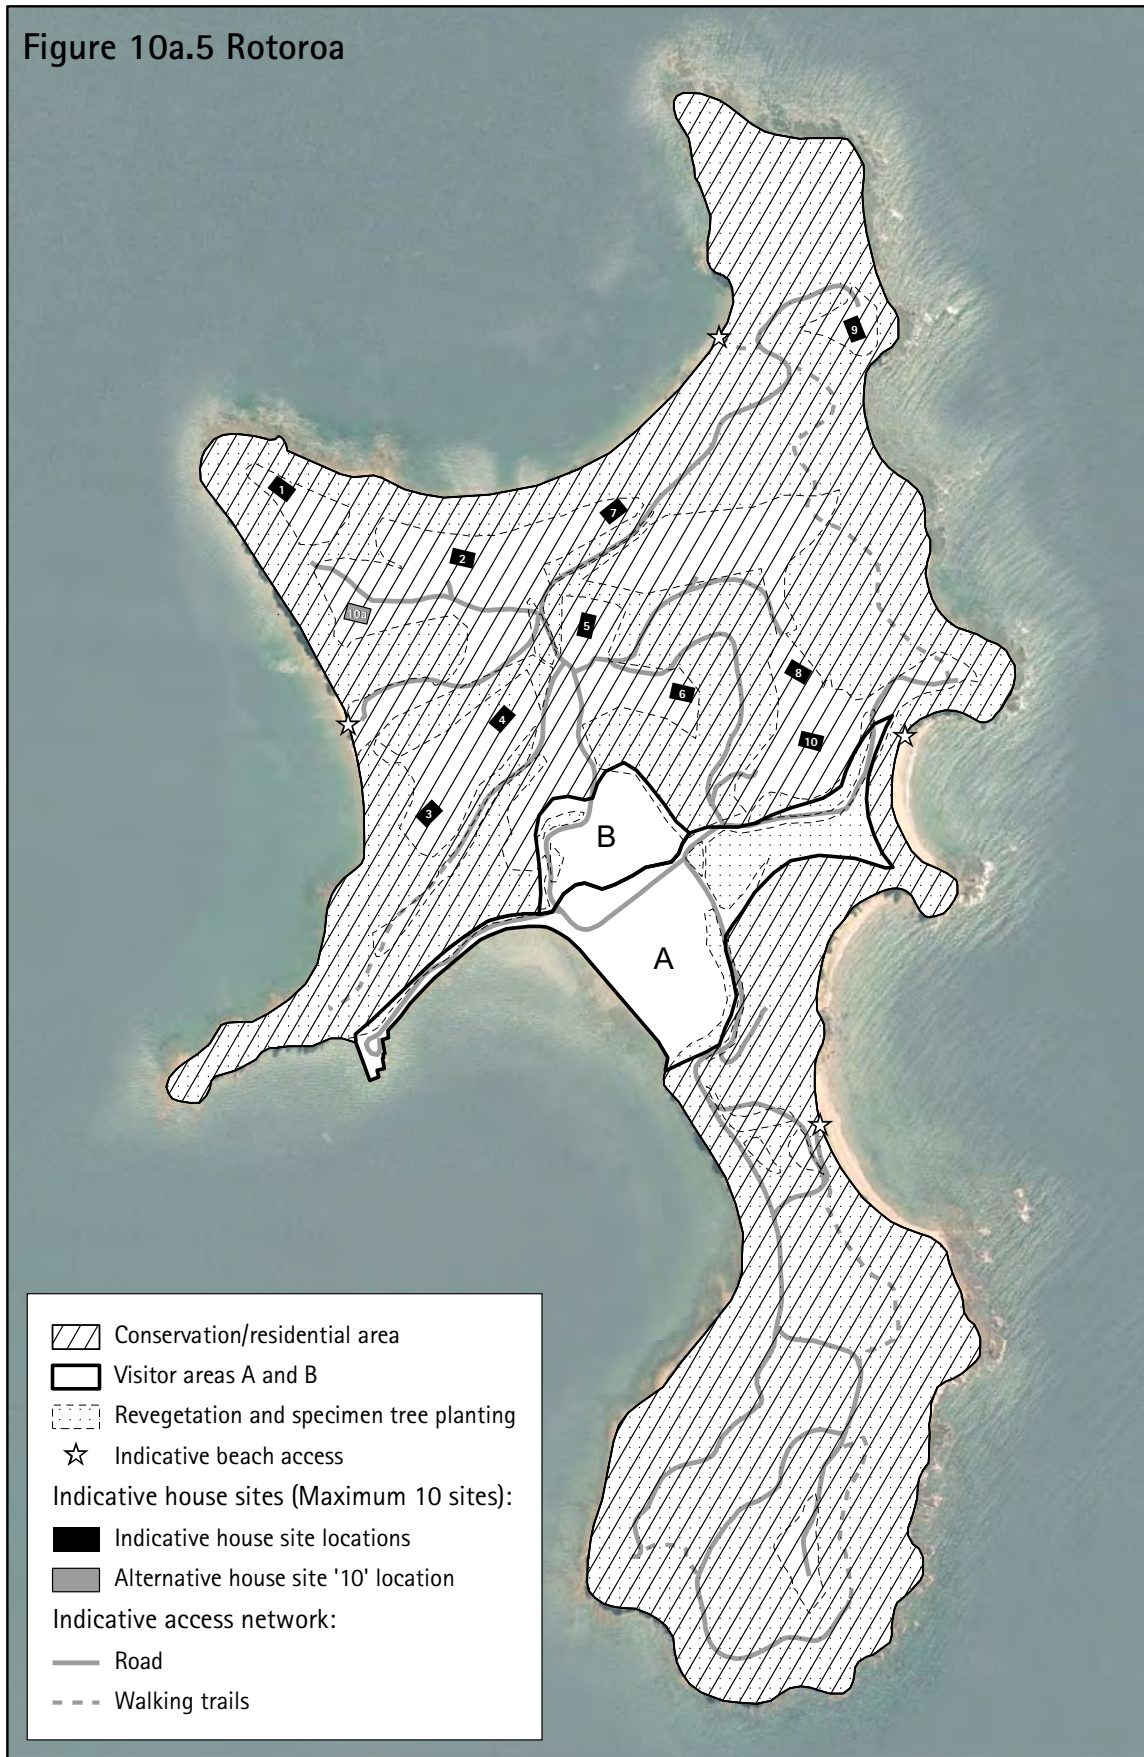 Figure 10a.5 Rotoroa
9
1
7
2
10a
5
8
6
4
10
3
B
A
Conservation/residential area
Visitor areas A and B
Revegetation and specimen tree planting
Indicative beach access
Indicative house sites (Maximum 10 sites):
Indicative house site locations
Alternative house site '10' location
Indicative access network:
Road
Walking trails